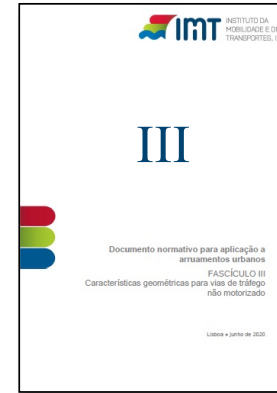 IMT
INSTITUTO DA
MOBILIDADE E D
TRANSPORTES, I
III
Documento normativo para aplicação a
arruamentos urbanos
FASCÍCULO III
Características geométricas para vias de tráfego
não motorizado
Lisboa • junho de 2020